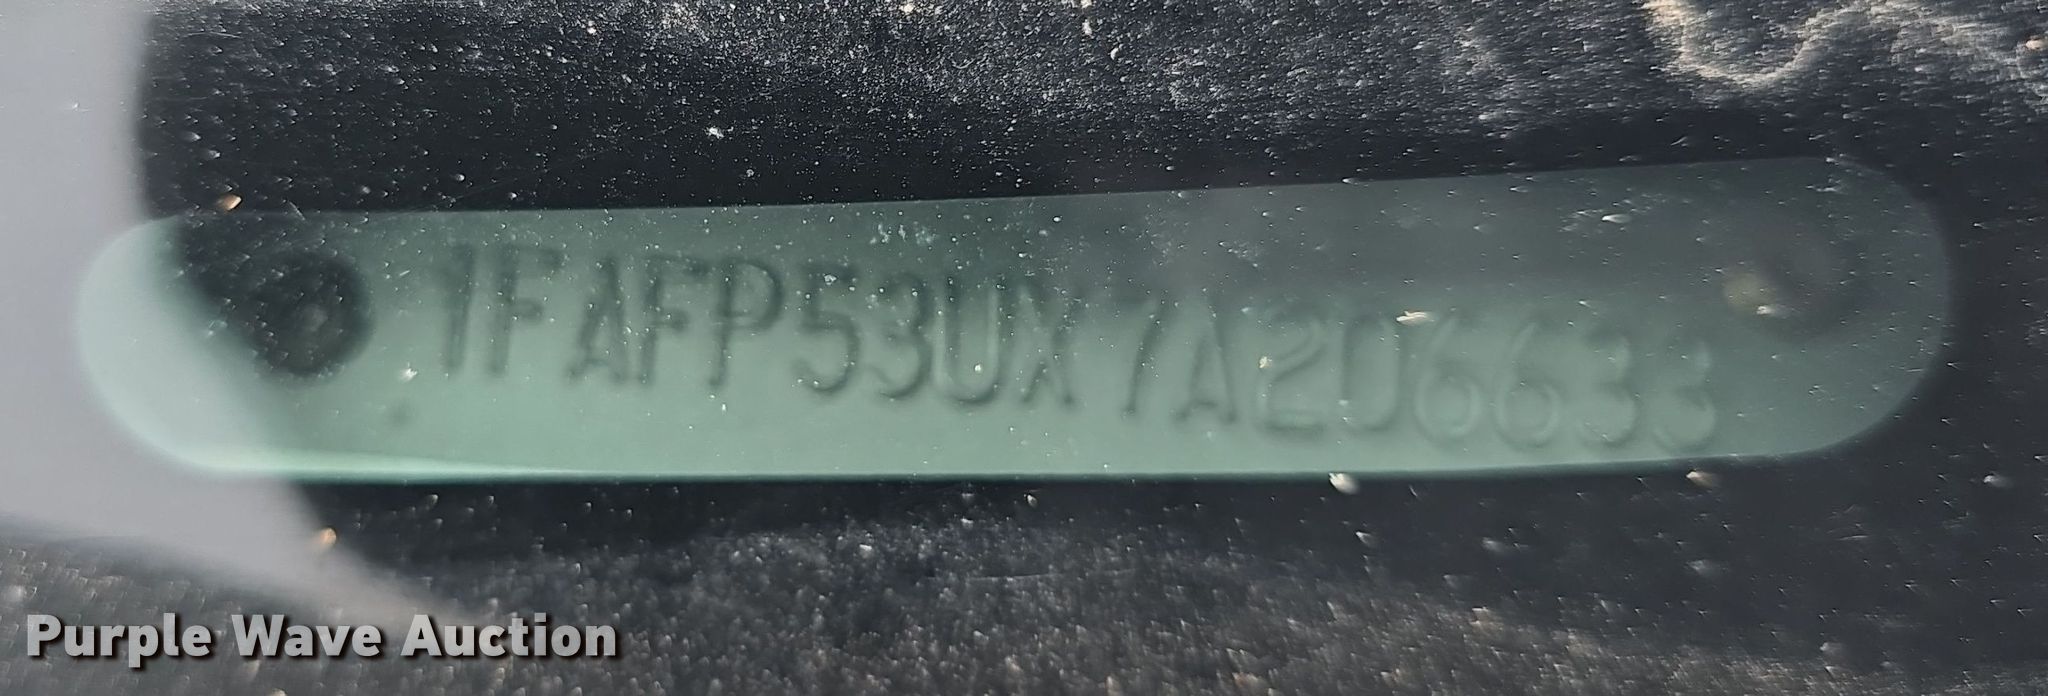 1FAFP53UX7A206633
Purple Wave Auction